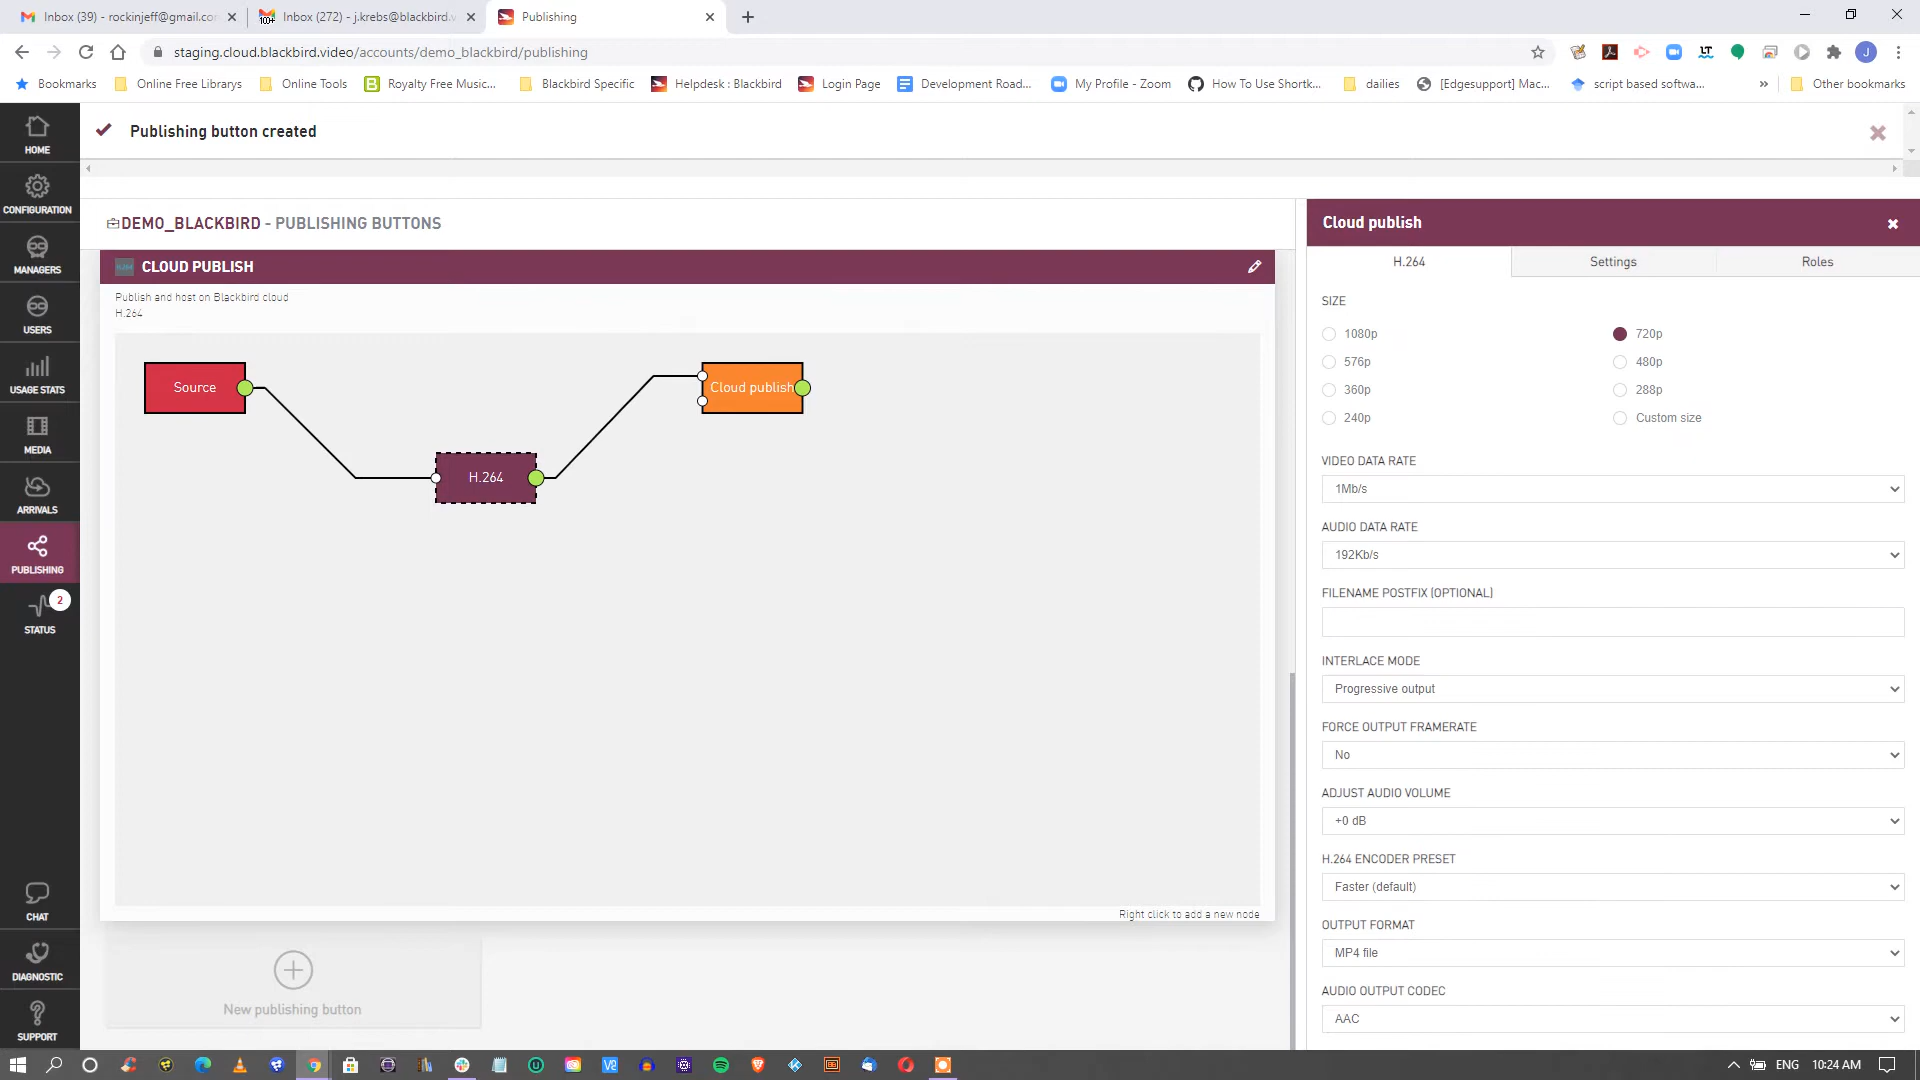 Inbox (39) - rockinjeff@gmail.co
Inbox (272) - j.krebs@blackbird.v
Publishing
staging.cloud.blackbird.video/accounts/demo_blackbird/publishing
Bookmarks
Online Free Librarys
Online Tools
Royalty Free Music...
Blackbird Specific
Helpdesk : Blackbird
Login Page
Development Road...
My Profile - Zoom
How To Use Shortk...
dailies
[Edgesupport] Mac...
script based softwa...
Other bookmarks
HOME
CONFIGURATION
MANAGERS
USERS
USAGE STATS
MEDIA
ARRIVALS
PUBLISHING
2
STATUS
CHAT
DIAGNOSTIC
SUPPORT
Publishing button created
DEMO_BLACKBIRD - PUBLISHING BUTTONS
CLOUD PUBLISH
Publish and host on Blackbird cloud
H.264
Source
H.264
Cloud publish
Right click to add a new node
New publishing button
Cloud publish
H.264
Settings
Roles
SIZE
1080p
720p
576p
480p
360p
288p
240p
Custom size
VIDEO DATA RATE
1Mb/s
AUDIO DATA RATE
192Kb/s
FILENAME POSTFIX (OPTIONAL)
INTERLACE MODE
Progressive output
FORCE OUTPUT FRAMERATE
No
ADJUST AUDIO VOLUME
+0 dB
H.264 ENCODER PRESET
Faster (default)
OUTPUT FORMAT
MP4 file
AUDIO OUTPUT CODEC
AAC
ENG
10:24 AM